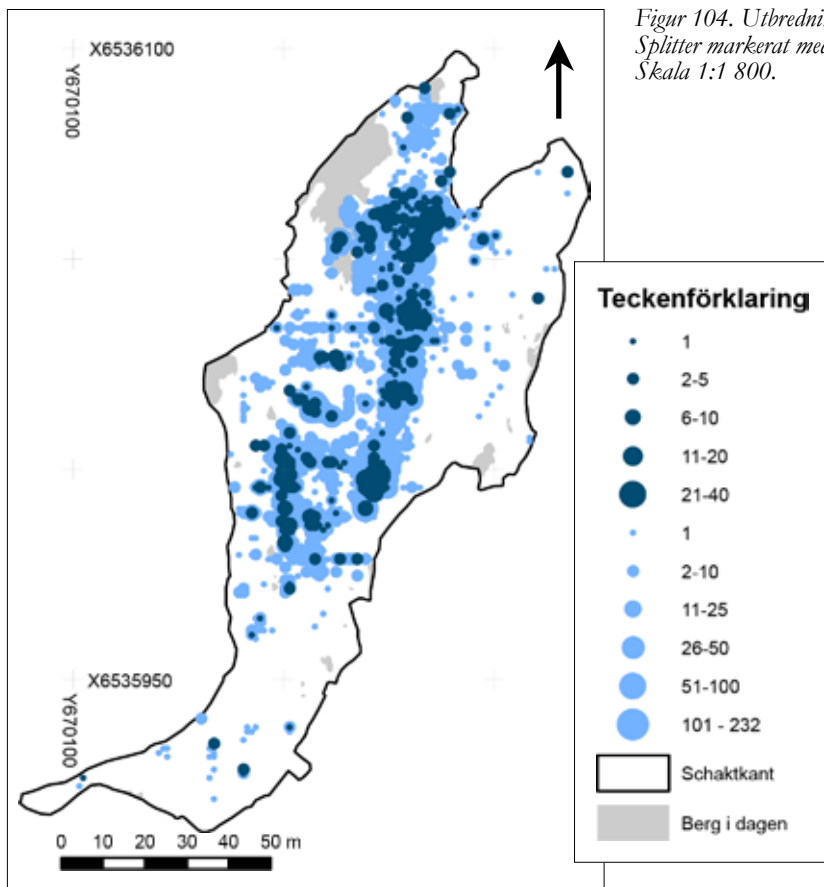 Figur 104.
Splitter markerat
Skala 1:1 800.
X6536100
Y670100
Teckenförklaring
1
2-5
6-10
11-20
21-40
1
2-10
11-25
26-50
51-100
101 - 232
Schaktkant
Berg i dagen
X6535950
Y670100
0 10 20 30 40 50 m